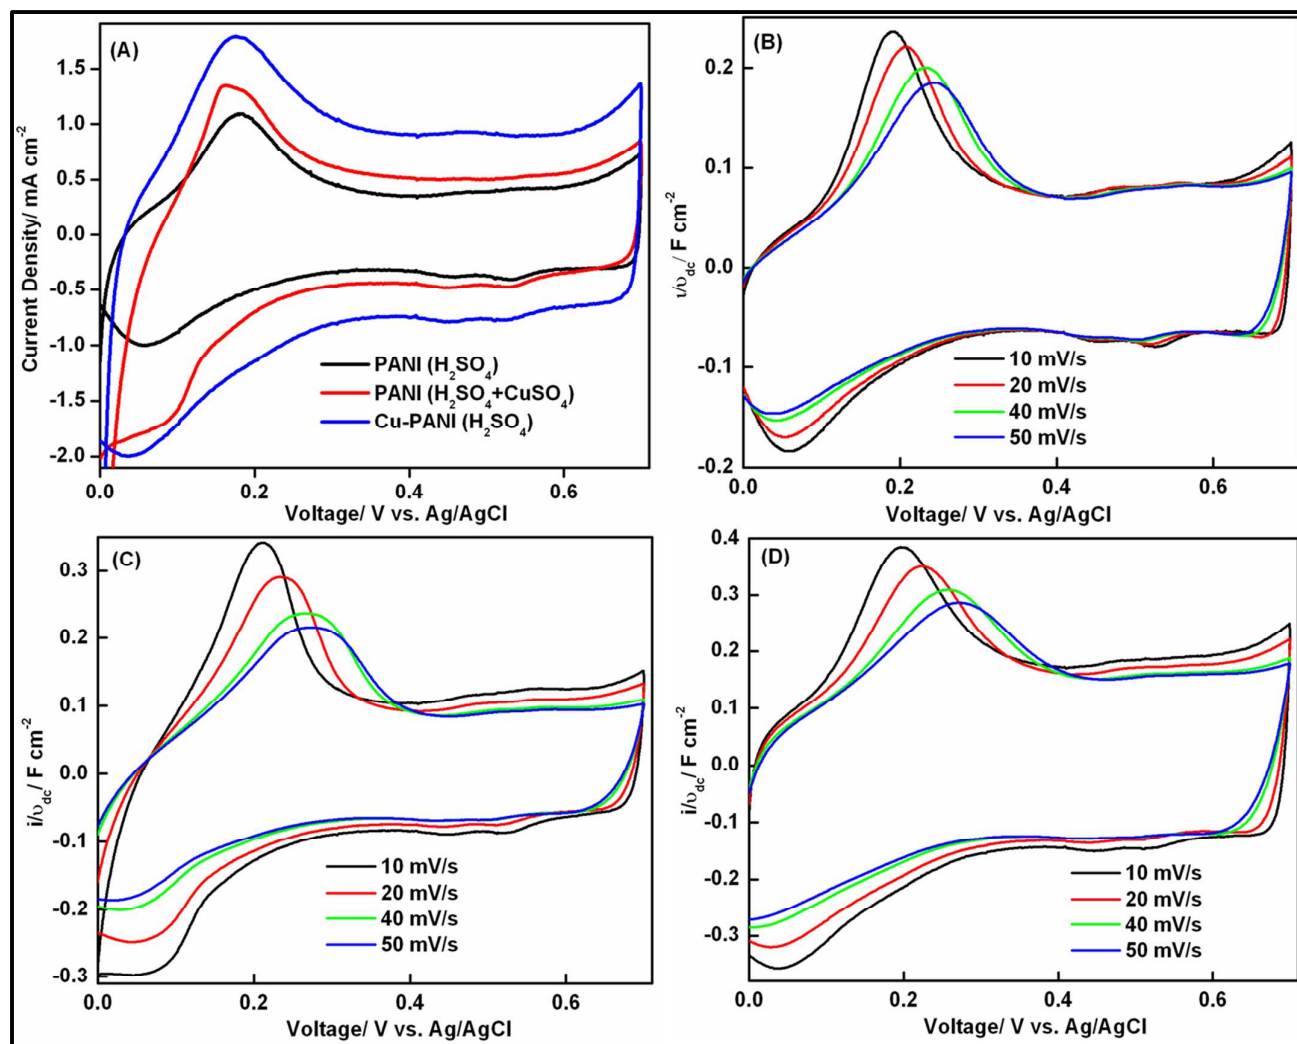 (A)
Current Density/ mA cm⁻²
1.5
1.0
0.5
0.0
-0.5
-1.0
-1.5
-2.0
PANI (H₂SO₄)
PANI (H₂SO₄+CuSO₄)
Cu-PANI (H₂SO₄)
0.0 0.2 0.4 0.6
Voltage/ V vs. Ag/AgCl
(B)
ı/υdc/ F cm⁻²
0.2
0.1
0.0
-0.1
-0.2
10 mV/s
20 mV/s
40 mV/s
50 mV/s
0.0 0.2 0.4 0.6
Voltage/ V vs. Ag/AgCl
(C)
i/υdc/ F cm⁻²
0.3
0.2
0.1
0.0
-0.1
-0.2
-0.3
10 mV/s
20 mV/s
40 mV/s
50 mV/s
0.0 0.2 0.4 0.6
Voltage/ V vs. Ag/AgCl
(D)
i/υdc/ F cm⁻²
0.4
0.3
0.2
0.1
0.0
-0.1
-0.2
-0.3
10 mV/s
20 mV/s
40 mV/s
50 mV/s
0.0 0.2 0.4 0.6
Voltage/ V vs. Ag/AgCl